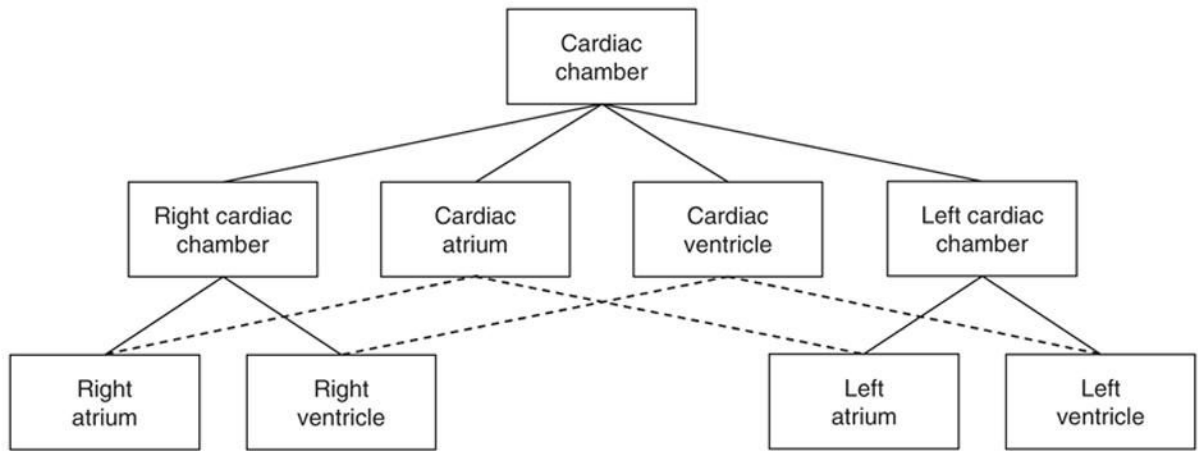 Cardiac
chamber
Right cardiac
chamber
Cardiac
atrium
Cardiac
ventricle
Left cardiac
chamber
Right
atrium
Right
ventricle
Left
atrium
Left
ventricle